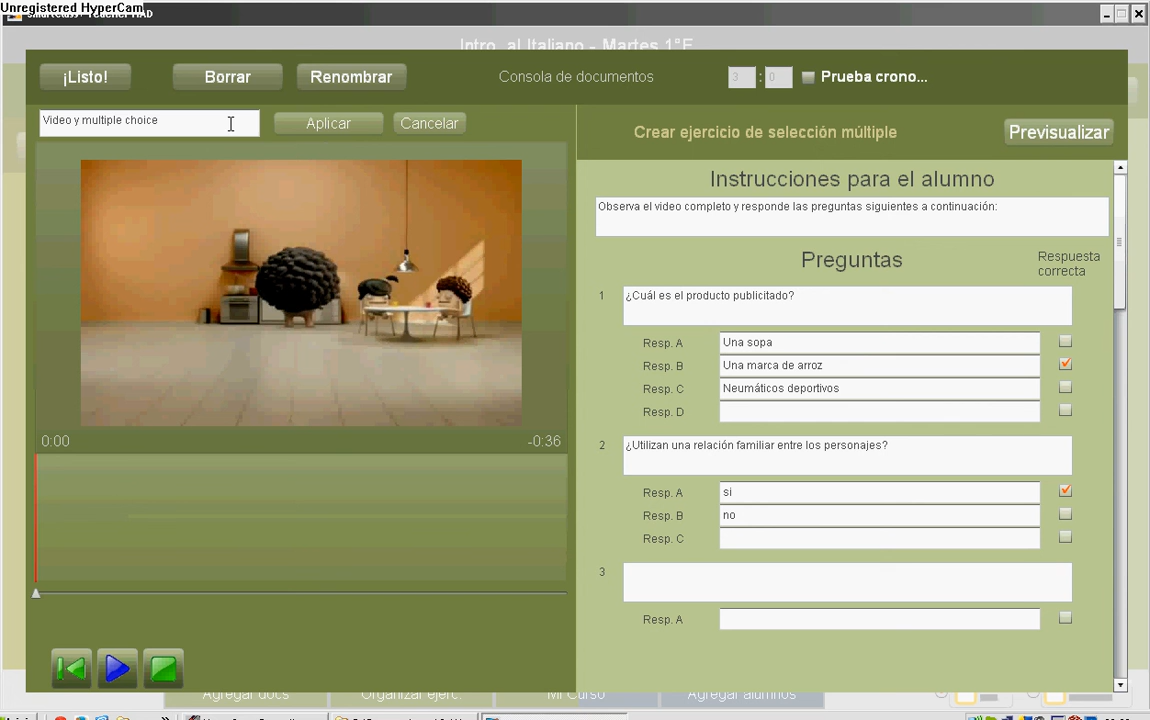 Unregistered HyperCam
Intro. al Italiano - Martes 1°E
¡Listo!
Borrar
Renombrar
Consola de documentos
3 : 0
Prueba crono...
Video y multiple choice
Aplicar
Cancelar
Crear ejercicio de selección múltiple
Previsualizar
0:00
-0:36
Instrucciones para el alumno
Observa el video completo y responde las preguntas siguientes a continuación:
Preguntas
Respuesta
correcta
1
¿Cuál es el producto publicitado?
Resp. A
Una sopa
Resp. B
Una marca de arroz
Resp. C
Neumáticos deportivos
Resp. D
2
¿Utilizan una relación familiar entre los personajes?
Resp. A
si
Resp. B
no
Resp. C
3
Resp. A
Agregar docs
Organizar ejerc.
Mi Curso
Agregar alumnos